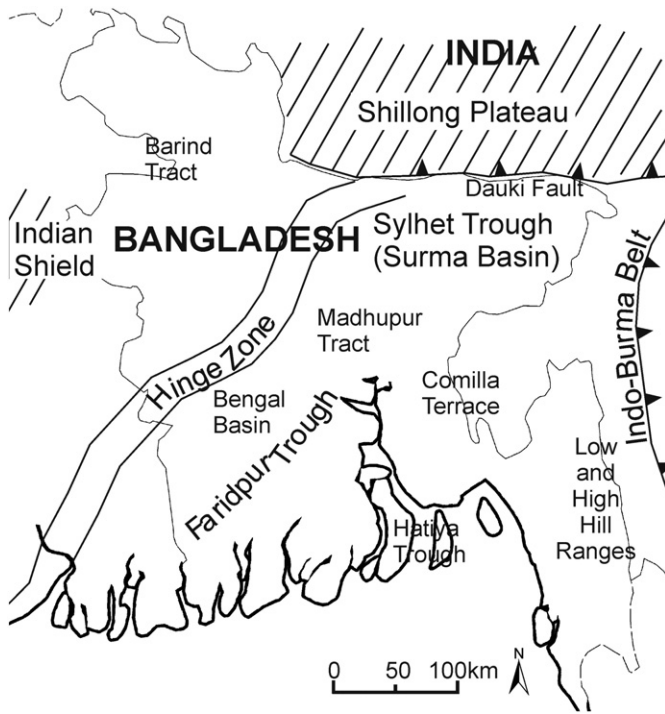 INDIA
Shillong Plateau
Barind
Tract
Dauki Fault
Indian
Shield
BANGLADESH
Sylhet Trough
(Surma Basin)
Indo-Burma Belt
Madhupur
Tract
Hinge Zone
Comilla
Terrace
Bengal
Basin
Faridpur Trough
Low
and
High
Hill
Ranges
Hatiya
Trough
N
0 50 100km